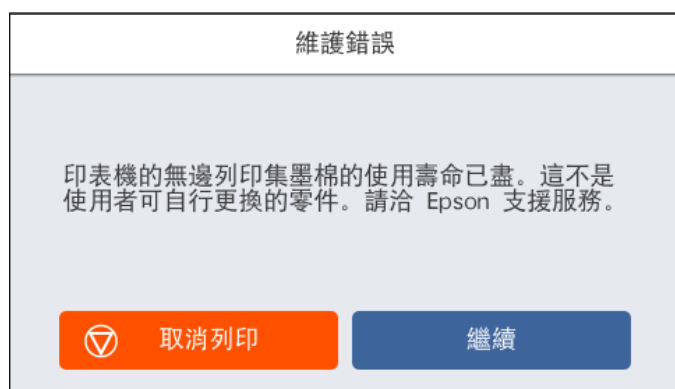 維護錯誤
印表機的無邊列印集墨棉的使用壽命已盡。這不是
使用者可自行更換的零件。請洽 Epson 支援服務。
取消列印
繼續